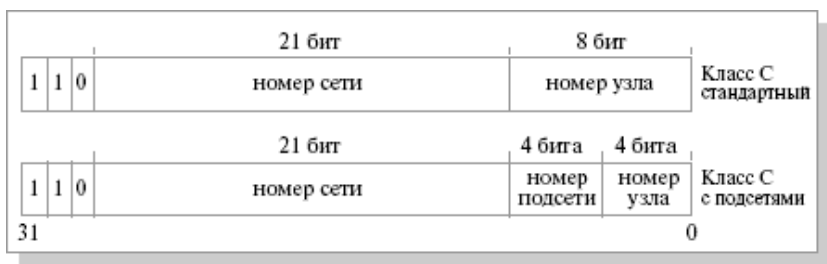 21 бит 8 бит
1 1 0 номер сети номер узла Класс C стандартный
21 бит 4 бита 4 бита
1 1 0 номер сети номер подсети номер узла Класс C с подсетями
31 0